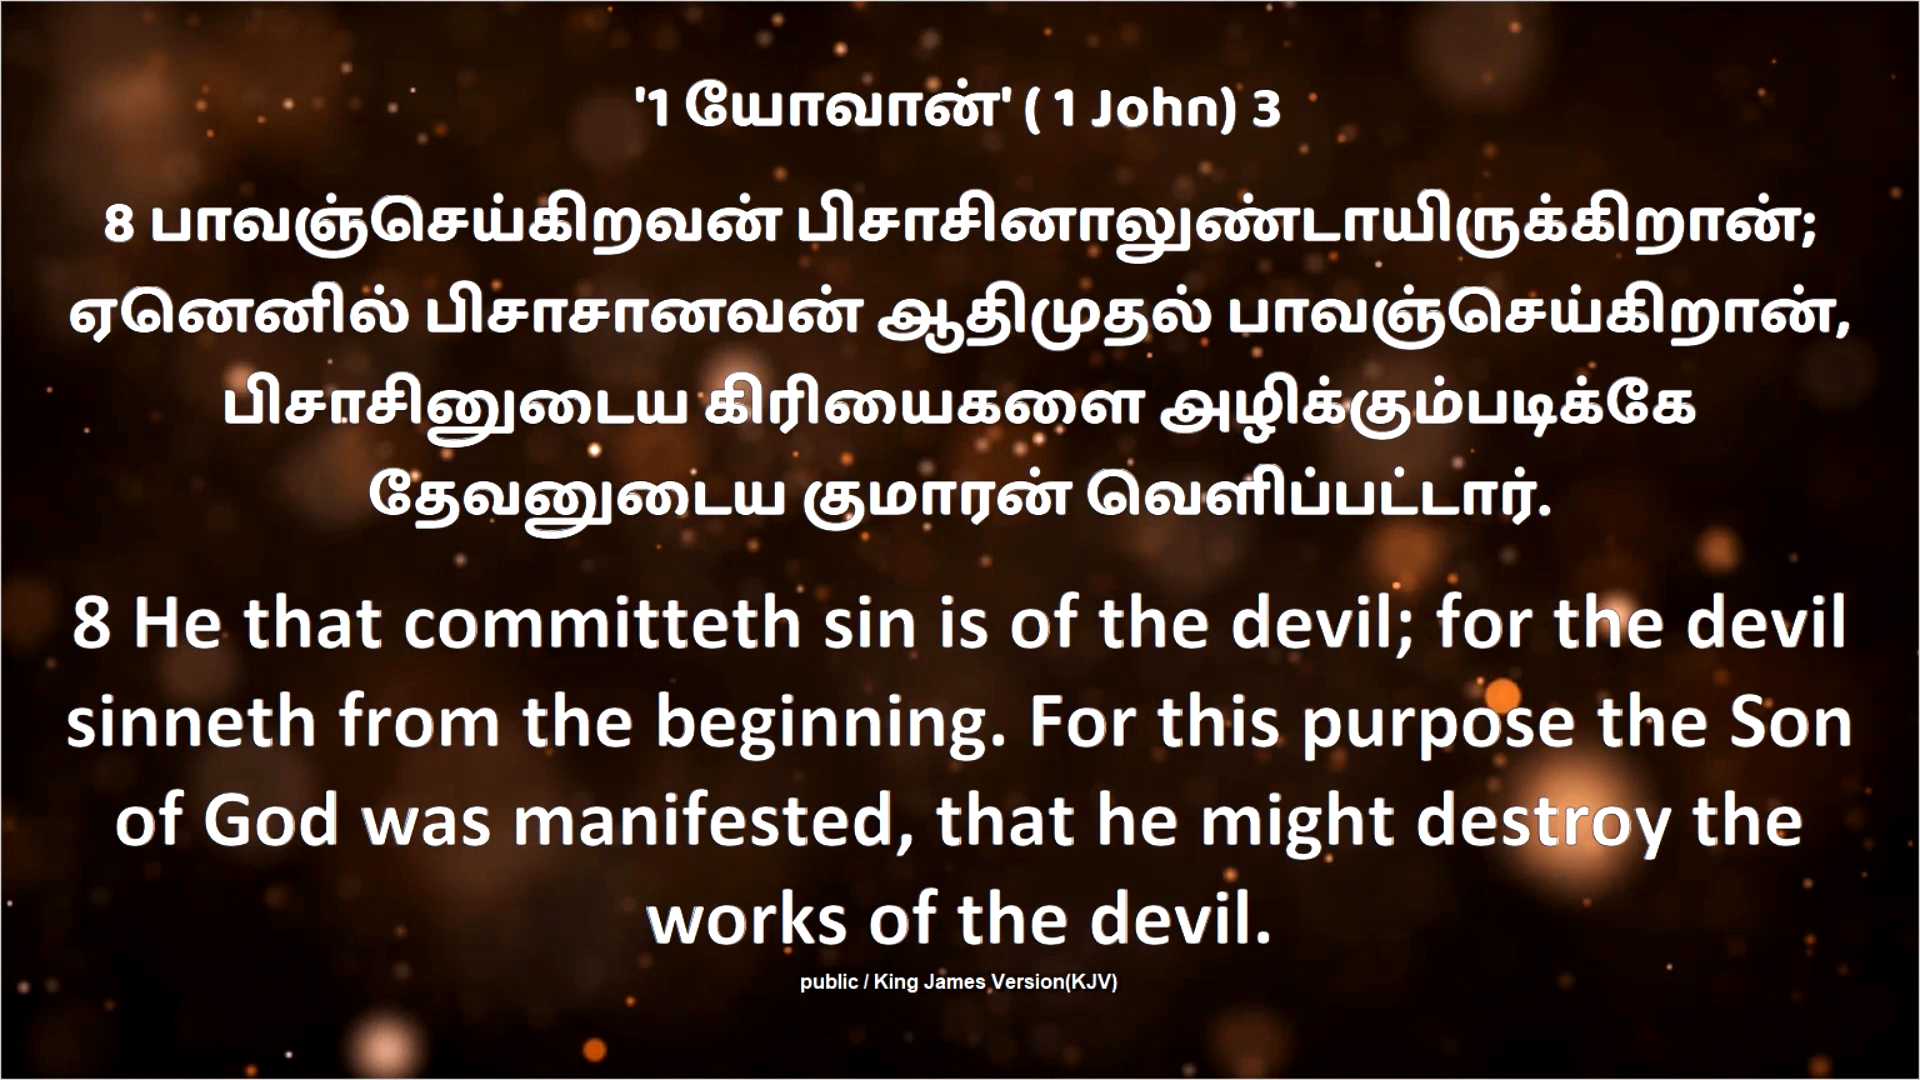 '1 யோவான்' ( 1 John) 3
8 பாவஞ்செய்கிறவன் பிசாசினாலுண்டாயிருக்கிறான்;
ஏனெனில் பிசாசானவன் ஆதிமுதல் பாவஞ்செய்கிறான்,
பிசாசினுடைய கிரியைகளை அழிக்கும்படிக்கே
தேவனுடைய குமாரன் வெளிப்பட்டார்.
8 He that committeth sin is of the devil; for the devil
sinneth from the beginning. For this purpose the Son
of God was manifested, that he might destroy the
works of the devil.
public / King James Version(KJV)